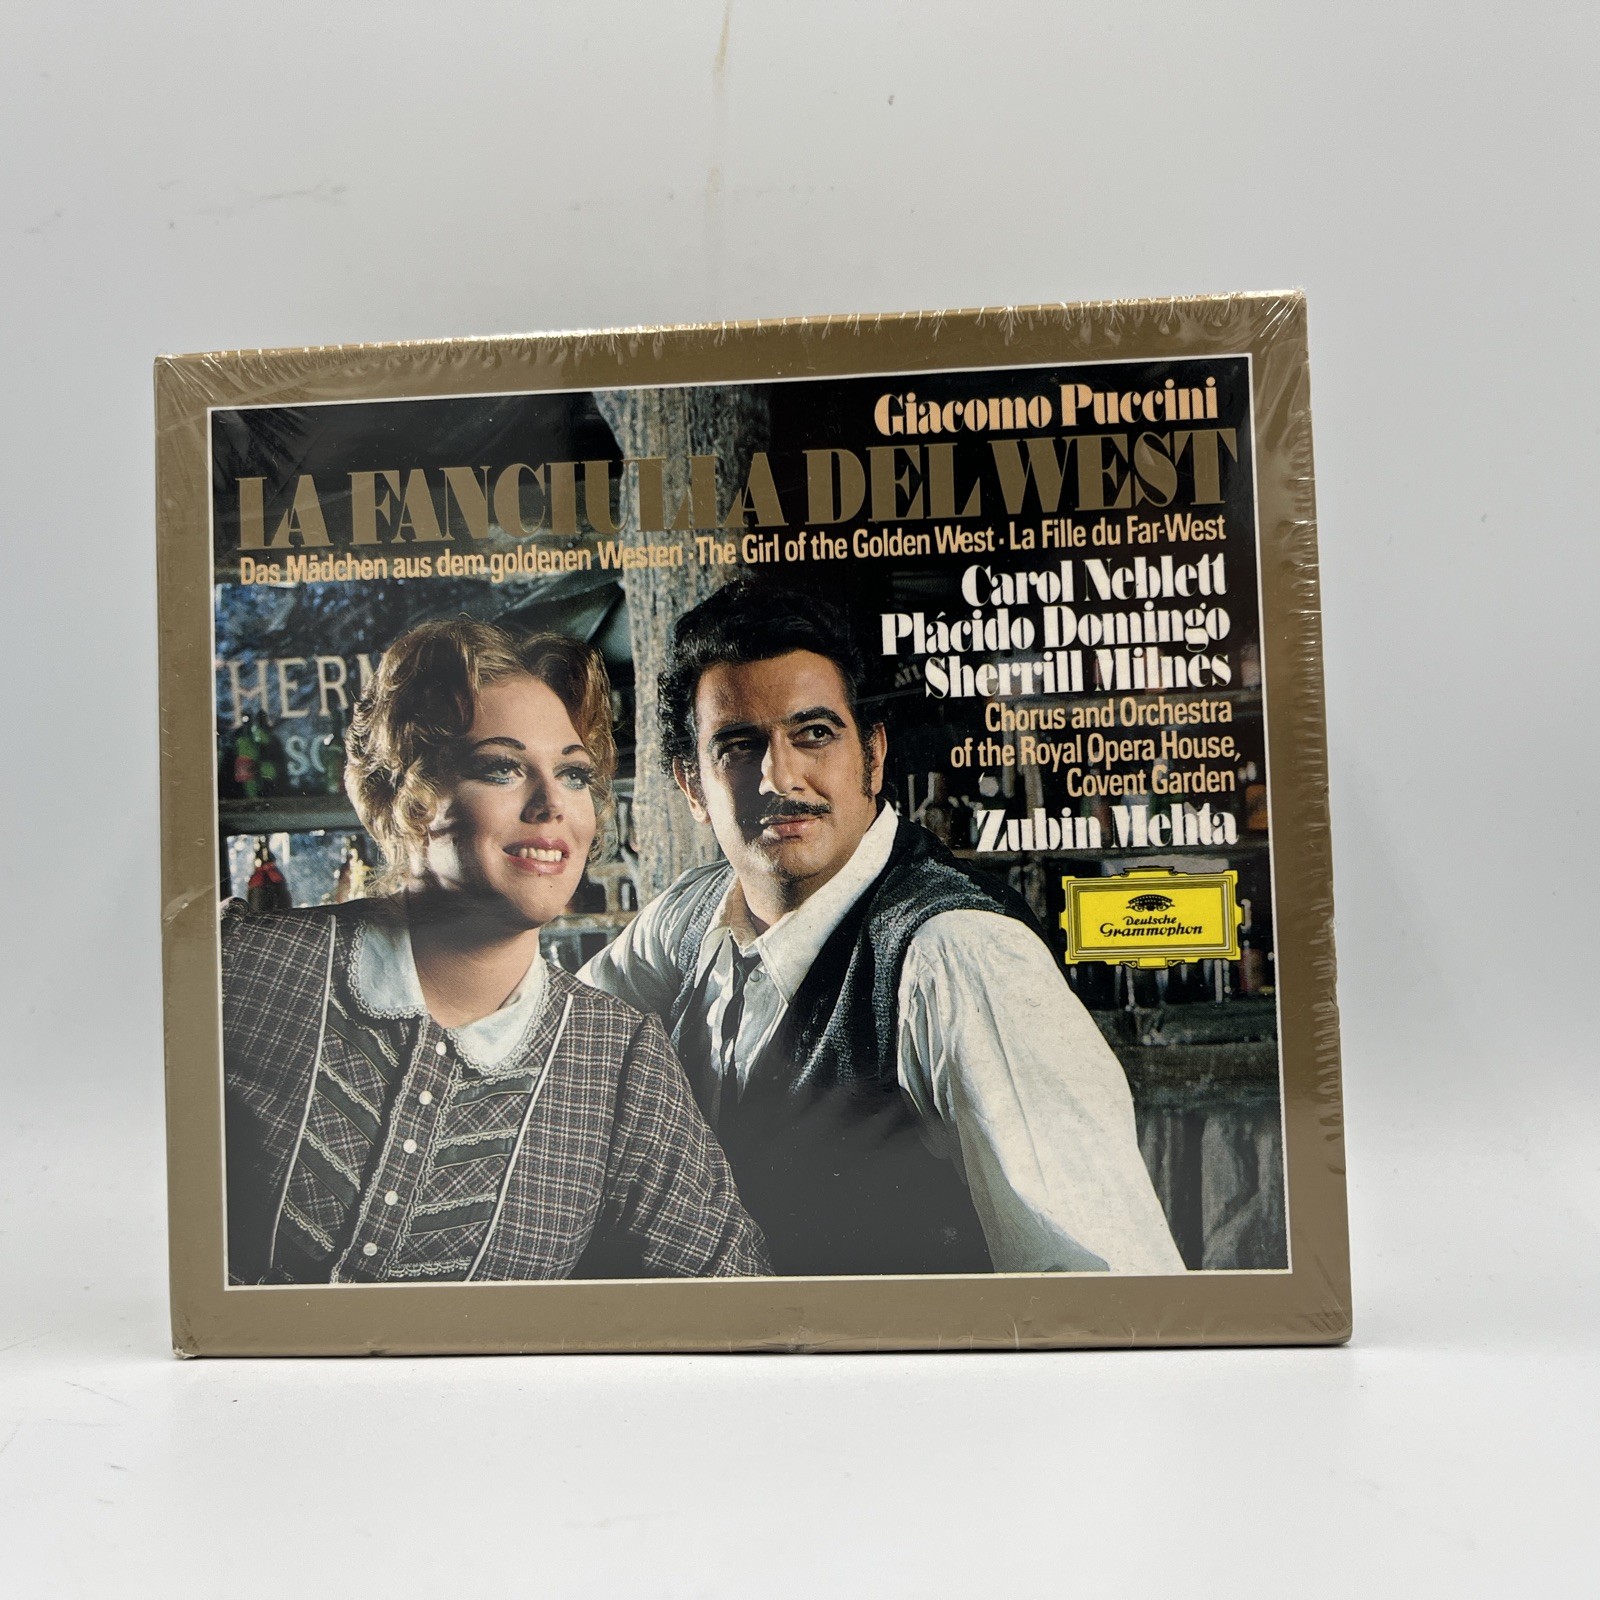 Giacomo Puccini
LA FANCIULLA DEL WEST
Das Mädchen aus dem goldenen Westen · The Girl of the Golden West · La Fille du Far-West
Carol Neblett
Plácido Domingo
Sherrill Milnes
Chorus and Orchestra
of the Royal Opera House,
Covent Garden
Zubin Mehta
Deutsche
Grammophon